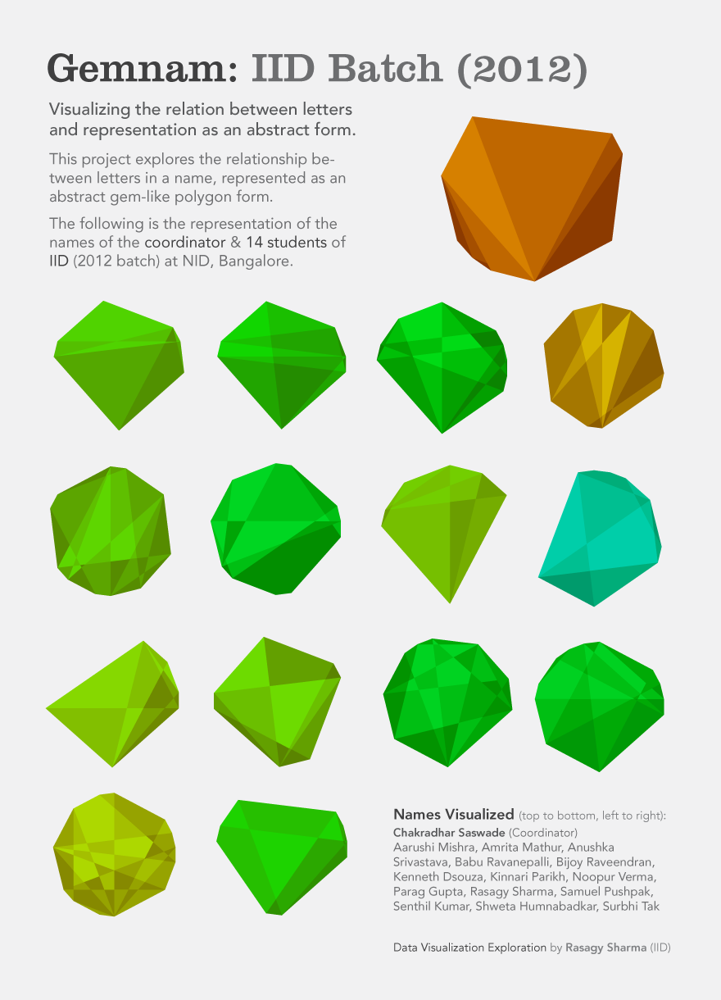 Gemnam: IID Batch (2012)
Visualizing the relation between letters
and representation as an abstract form.
This project explores the relationship be-
tween letters in a name, represented as an
abstract gem-like polygon form.
The following is the representation of the
names of the coordinator & 14 students of
IID (2012 batch) at NID, Bangalore.
Names Visualized (top to bottom, left to right):
Chakradhar Saswade (Coordinator)
Aarushi Mishra, Amrita Mathur, Anushka
Srivastava, Babu Ravanepalli, Bijoy Raveendran,
Kenneth Dsouza, Kinnari Parikh, Noopur Verma,
Parag Gupta, Rasagy Sharma, Samuel Pushpak,
Senthil Kumar, Shweta Humnabadkar, Surbhi Tak
Data Visualization Exploration by Rasagy Sharma (IID)